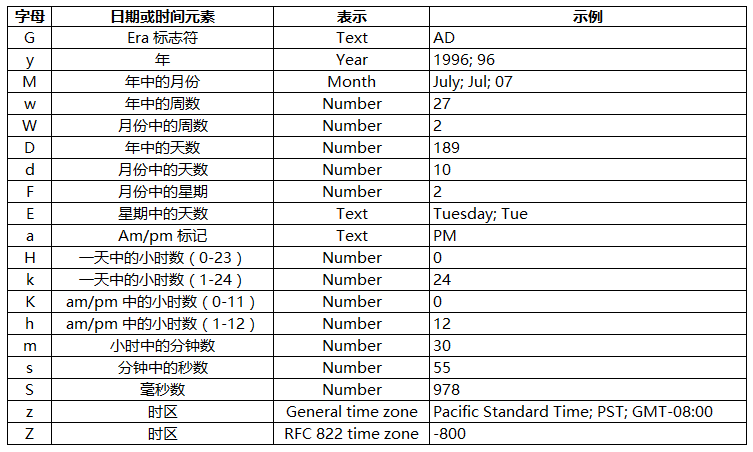 字母 日期或时间元素 表示 示例
G Era 标志符 Text AD
y 年 Year 1996; 96
M 年中的月份 Month July; Jul; 07
w 年中的周数 Number 27
W 月份中的周数 Number 2
D 年中的天数 Number 189
d 月份中的天数 Number 10
F 月份中的星期 Number 2
E 星期中的天数 Text Tuesday; Tue
a Am/pm 标记 Text PM
H 一天中的小时数（0-23） Number 0
k 一天中的小时数（1-24） Number 24
K am/pm 中的小时数（0-11） Number 0
h am/pm 中的小时数（1-12） Number 12
m 小时中的分钟数 Number 30
s 分钟中的秒数 Number 55
S 毫秒数 Number 978
z 时区 General time zone Pacific Standard Time; PST; GMT-08:00
Z 时区 RFC 822 time zone -800